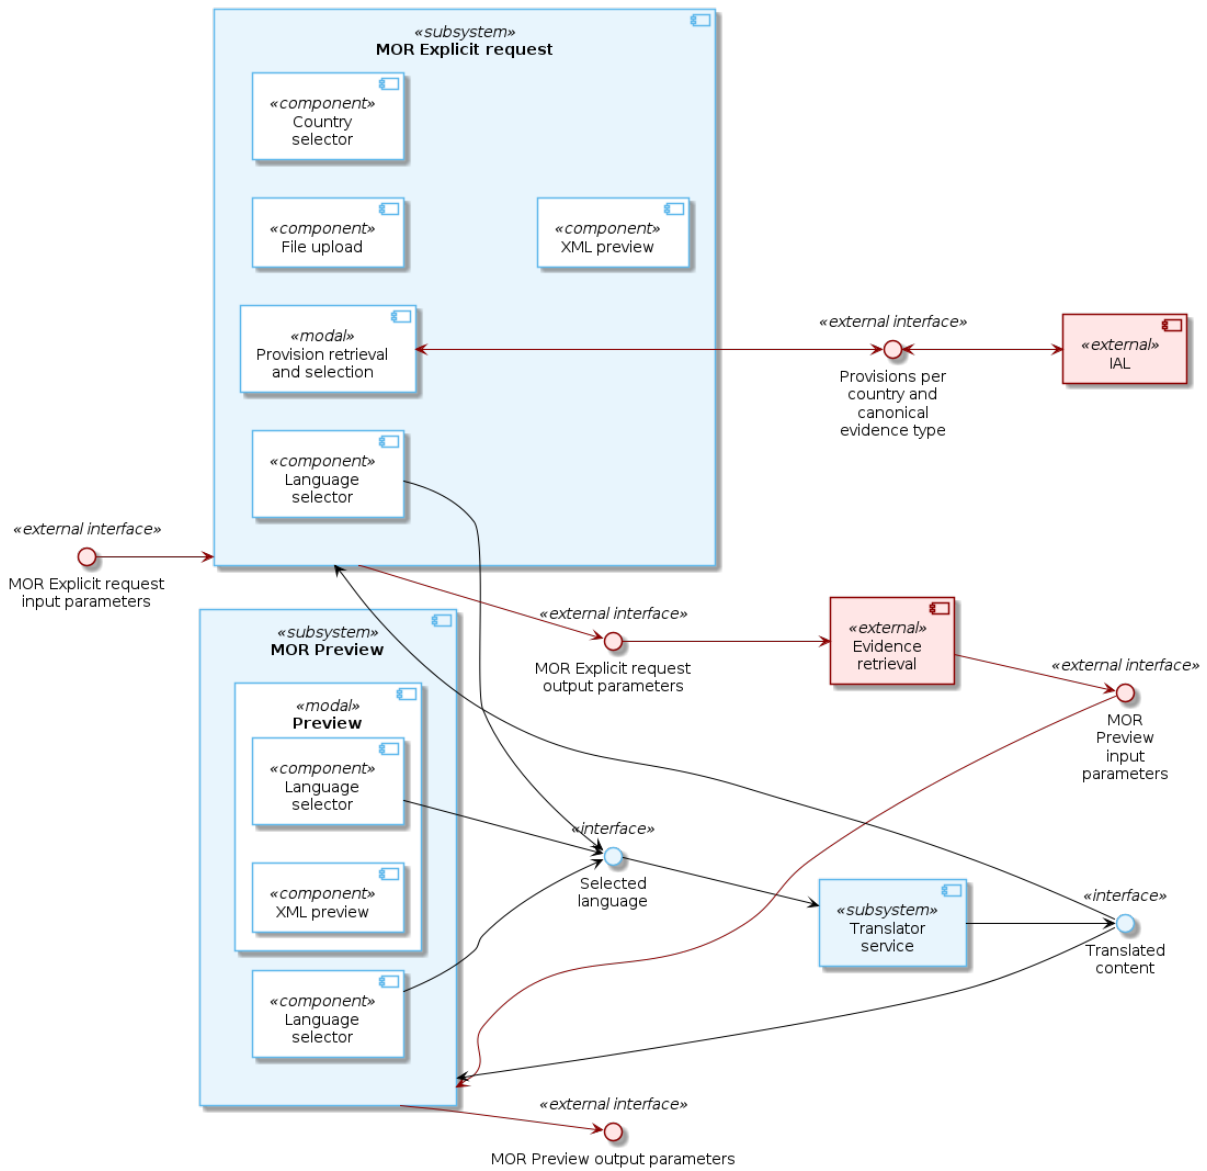 «subsystem»
MOR Explicit request
«component»
Country
selector
«component»
File upload
«component»
XML preview
«modal»
Provision retrieval
and selection
«external interface»
Provisions per
country and
canonical
evidence type
«external»
IAL
«component»
Language
selector
«external interface»
MOR Explicit request
input parameters
«subsystem»
MOR Preview
«modal»
Preview
«component»
Language
selector
«component»
XML preview
«component»
Language
selector
«external interface»
MOR Explicit request
output parameters
«external»
Evidence
retrieval
«external interface»
MOR
Preview
input
parameters
«interface»
Selected
language
«subsystem»
Translator
service
«interface»
Translated
content
«external interface»
MOR Preview output parameters